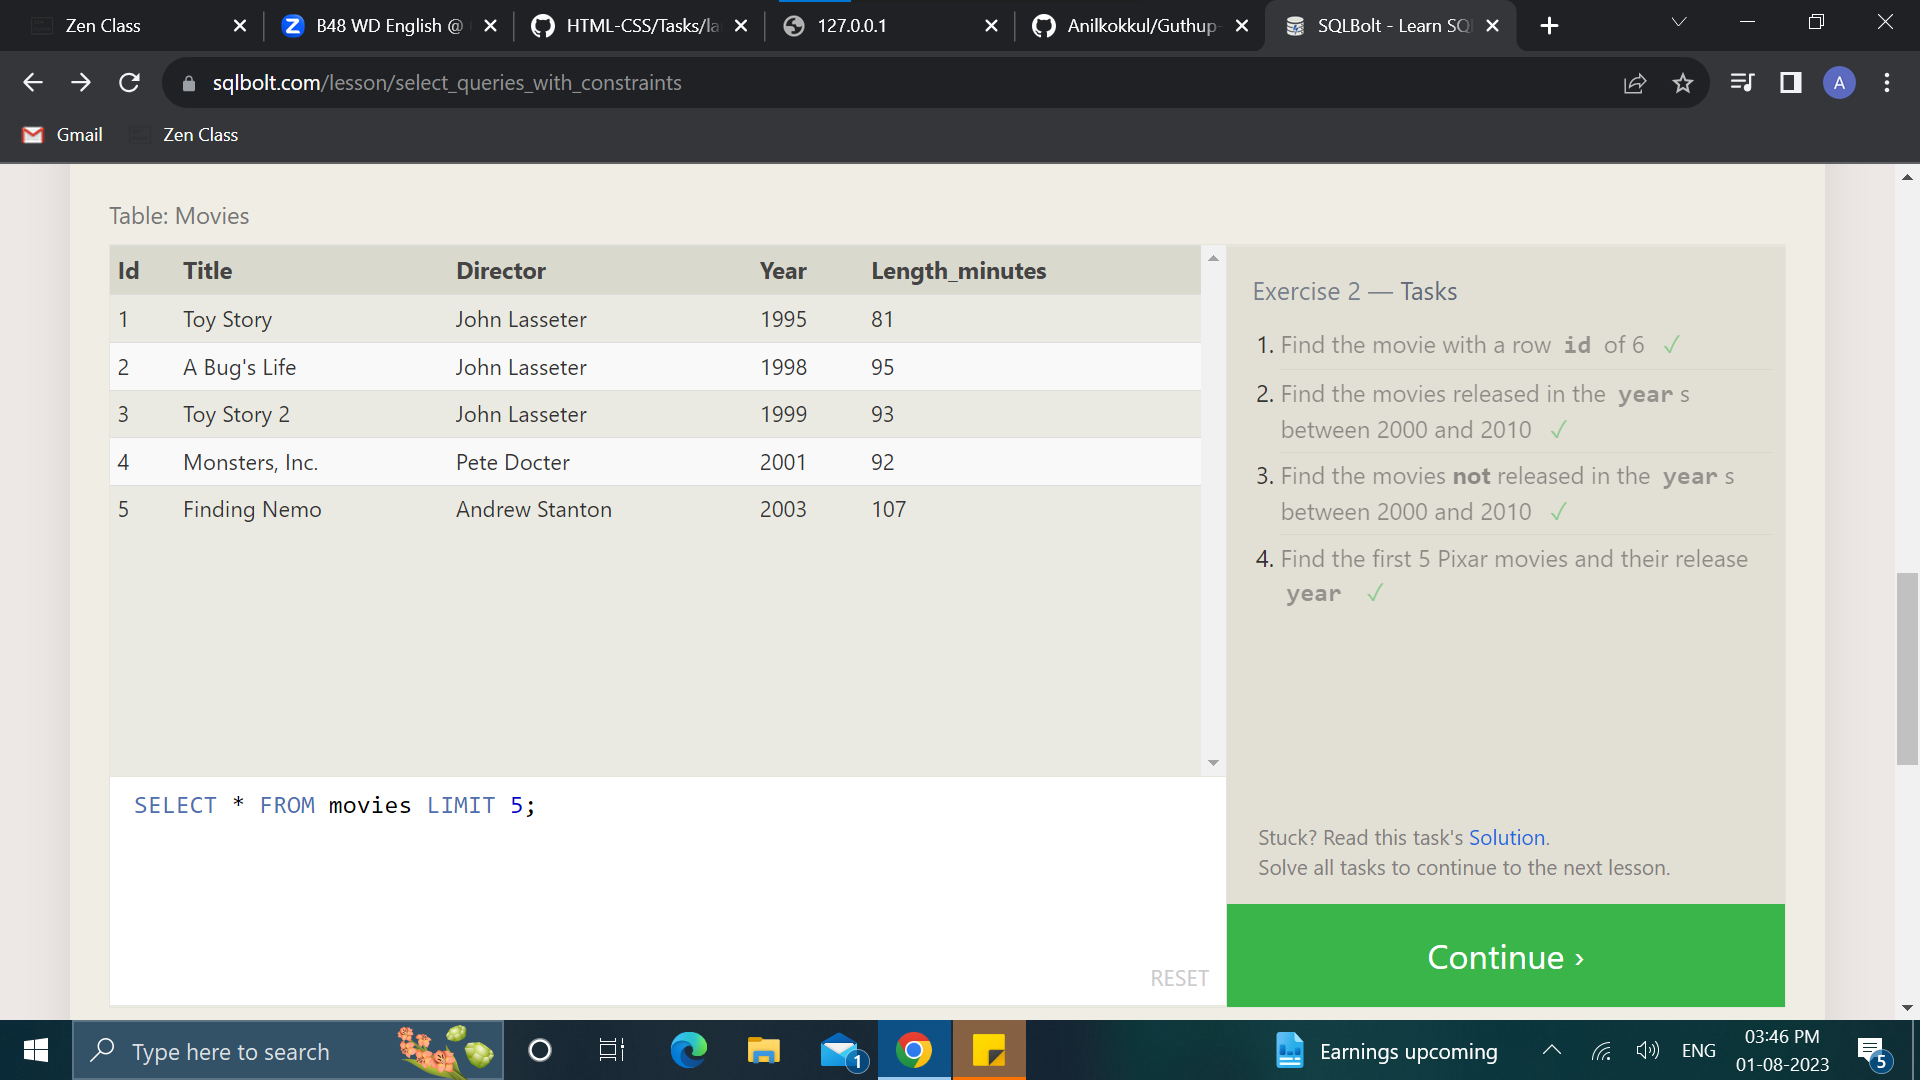 Zen Class
B48 WD English @
HTML-CSS/Tasks/la
127.0.0.1
Anilkokkul/Guthup-
SQLBolt - Learn SQL
sqlbolt.com/lesson/select_queries_with_constraints
A
Gmail
Zen Class
Table: Movies
Id Title Director Year Length_minutes
1 Toy Story John Lasseter 1995 81
2 A Bug's Life John Lasseter 1998 95
3 Toy Story 2 John Lasseter 1999 93
4 Monsters, Inc. Pete Docter 2001 92
5 Finding Nemo Andrew Stanton 2003 107
Exercise 2 — Tasks
1. Find the movie with a row id of 6 ✓
2. Find the movies released in the year s
between 2000 and 2010 ✓
3. Find the movies not released in the year s
between 2000 and 2010 ✓
4. Find the first 5 Pixar movies and their release
year ✓
SELECT * FROM movies LIMIT 5;
RESET
Stuck? Read this task's Solution.
Solve all tasks to continue to the next lesson.
Continue ›
Type here to search
1
Earnings upcoming
ENG
03:46 PM
01-08-2023
5